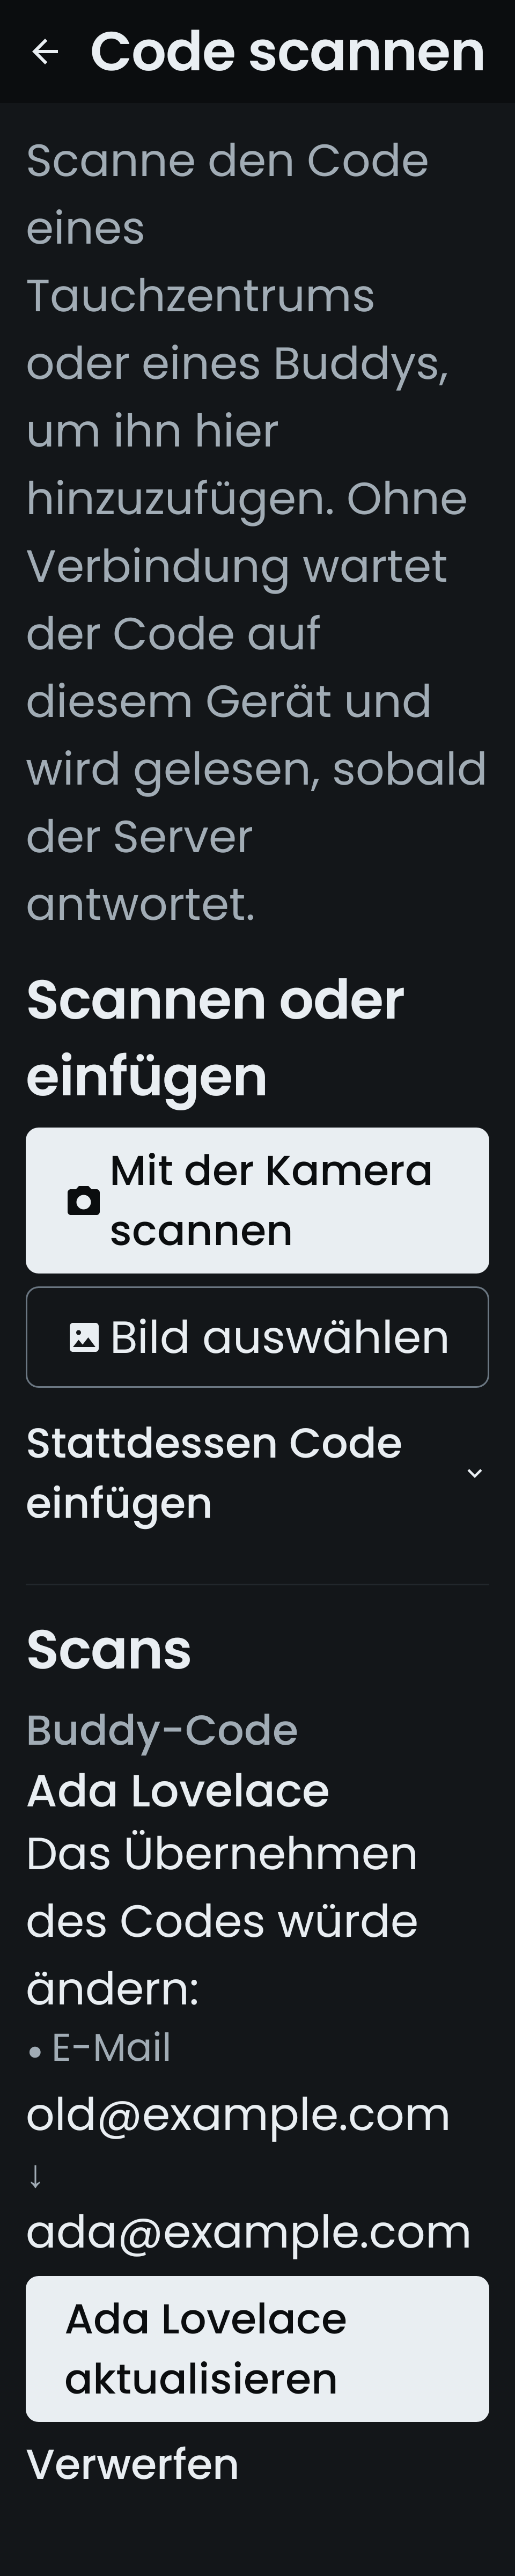 Code scannen
Scanne den Code
eines
Tauchzentrums
oder eines Buddys,
um ihn hier
hinzuzufügen. Ohne
Verbindung wartet
der Code auf
diesem Gerät und
wird gelesen, sobald
der Server
antwortet.
Scannen oder
einfügen
Mit der Kamera
scannen
Bild auswählen
Stattdessen Code
einfügen
Scans
Buddy-Code
Ada Lovelace
Das Übernehmen
des Codes würde
ändern:
• E-Mail
old@example.com
↓
ada@example.com
Ada Lovelace
aktualisieren
Verwerfen